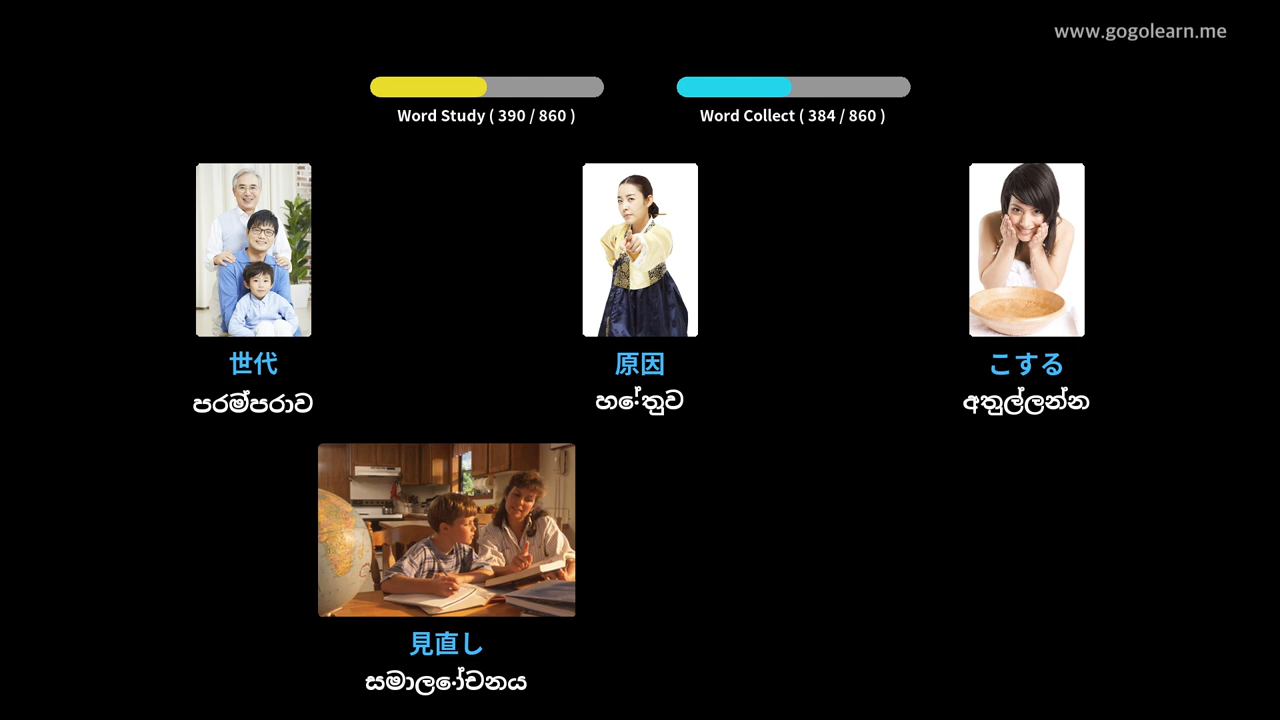 www.gogolearn.me
Word Study ( 390 / 860 )
Word Collect ( 384 / 860 )
世代
පරම්පරාව
原因
හේතුව
こする
අතුල්ලන්න
見直し
සමාලෝචනය